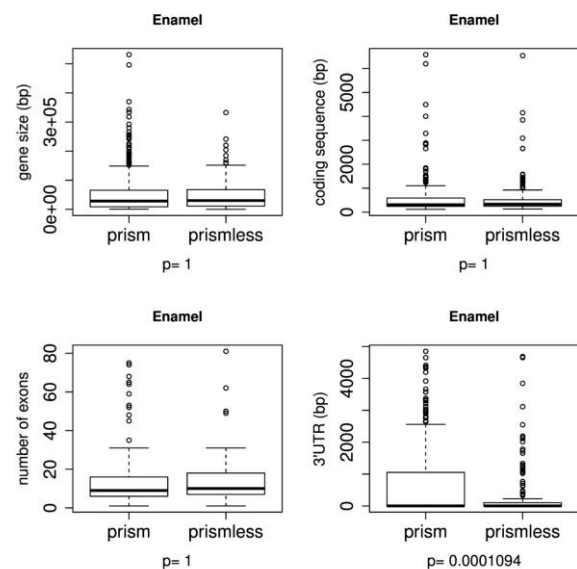 Enamel
gene size (bp)
0e+00
3e+05
prism
prismless
p= 1
Enamel
coding sequence (bp)
0
2000
5000
prism
prismless
p= 1
Enamel
number of exons
0
20
40
60
80
prism
prismless
p= 1
Enamel
3'UTR (bp)
0
2000
4000
prism
prismless
p= 0.0001094